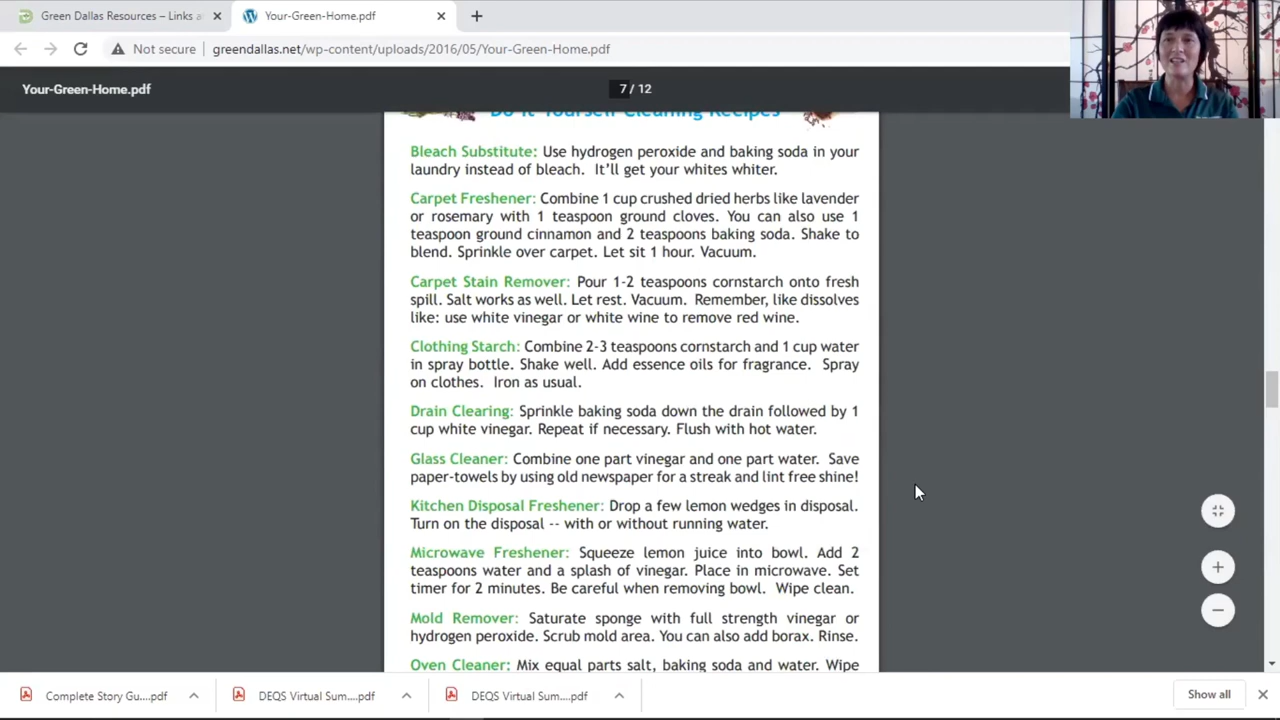 Green Dallas Resources – Links a
Your-Green-Home.pdf
Not secure
greendallas.net/wp-content/uploads/2016/05/Your-Green-Home.pdf
Your-Green-Home.pdf
7 / 12
Do It Yourself Cleaning Recipes
Bleach Substitute: Use hydrogen peroxide and baking soda in your
laundry instead of bleach. It'll get your whites whiter.
Carpet Freshener: Combine 1 cup crushed dried herbs like lavender
or rosemary with 1 teaspoon ground cloves. You can also use 1
teaspoon ground cinnamon and 2 teaspoons baking soda. Shake to
blend. Sprinkle over carpet. Let sit 1 hour. Vacuum.
Carpet Stain Remover: Pour 1-2 teaspoons cornstarch onto fresh
spill. Salt works as well. Let rest. Vacuum. Remember, like dissolves
like: use white vinegar or white wine to remove red wine.
Clothing Starch: Combine 2-3 teaspoons cornstarch and 1 cup water
in spray bottle. Shake well. Add essence oils for fragrance. Spray
on clothes. Iron as usual.
Drain Clearing: Sprinkle baking soda down the drain followed by 1
cup white vinegar. Repeat if necessary. Flush with hot water.
Glass Cleaner: Combine one part vinegar and one part water. Save
paper-towels by using old newspaper for a streak and lint free shine!
Kitchen Disposal Freshener: Drop a few lemon wedges in disposal.
Turn on the disposal -- with or without running water.
Microwave Freshener: Squeeze lemon juice into bowl. Add 2
teaspoons water and a splash of vinegar. Place in microwave. Set
timer for 2 minutes. Be careful when removing bowl. Wipe clean.
Mold Remover: Saturate sponge with full strength vinegar or
hydrogen peroxide. Scrub mold area. You can also add borax. Rinse.
Oven Cleaner: Mix equal parts salt, baking soda and water. Wipe
Complete Story Gu....pdf
DEQS Virtual Sum....pdf
DEQS Virtual Sum....pdf
Show all